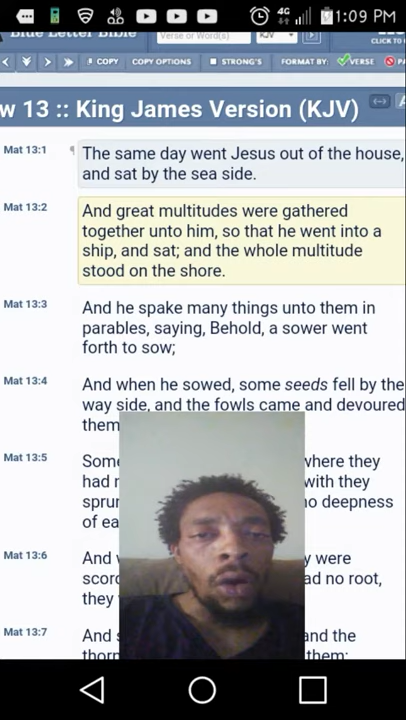 4G 1:09 PM
Blue Letter Bible Verse or Word(s) KJV CLICK TO
COPY COPY OPTIONS STRONG'S FORMAT BY: VERSE
w 13 :: King James Version (KJV)
Mat 13:1 ¶ The same day went Jesus out of the house,
and sat by the sea side.
Mat 13:2 And great multitudes were gathered
together unto him, so that he went into a
ship, and sat; and the whole multitude
stood on the shore.
Mat 13:3 And he spake many things unto them in
parables, saying, Behold, a sower went
forth to sow;
Mat 13:4 And when he sowed, some seeds fell by the
way side, and the fowls came and devoured
them
Mat 13:5 Some where they
had n with they
sprun no deepness
of ea
Mat 13:6 And w y were
scorc ad no root,
they
Mat 13:7 And s and the
thorn them: